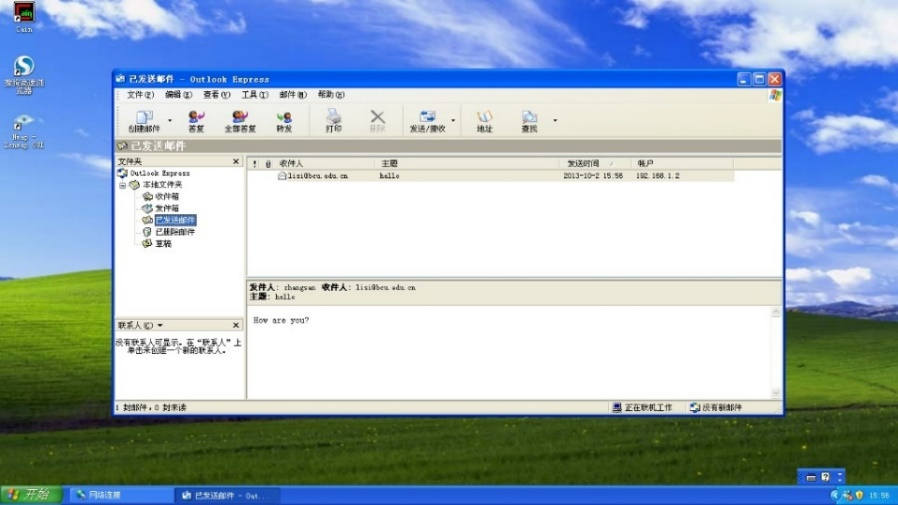 Cain
已发送邮件 - Outlook Express
文件(F) 编辑(E) 查看(V) 工具(T) 邮件(M) 帮助(H)
创建邮件 答复 全部答复 转发 打印 删除 发送/接收 地址 查找
已发送邮件
文件夹
! 收件人 主题 发送时间 帐户
Outlook Express
lisi@bcu.edu.cn hello 2013-10-2 15:56 192.168.1.2
本地文件夹
收件箱
发件箱
已发送邮件
已删除邮件
草稿
发件人: zhangsan 收件人: lisi@bcu.edu.cn
主题: hello
How are you?
联系人(C)
没有联系人可显示。在“联系人”上
单击来创建一个新的联系人。
1 封邮件，0 封未读 正在联机工作 没有新邮件
开始 网络连接 已发送邮件 - Out... 15:56